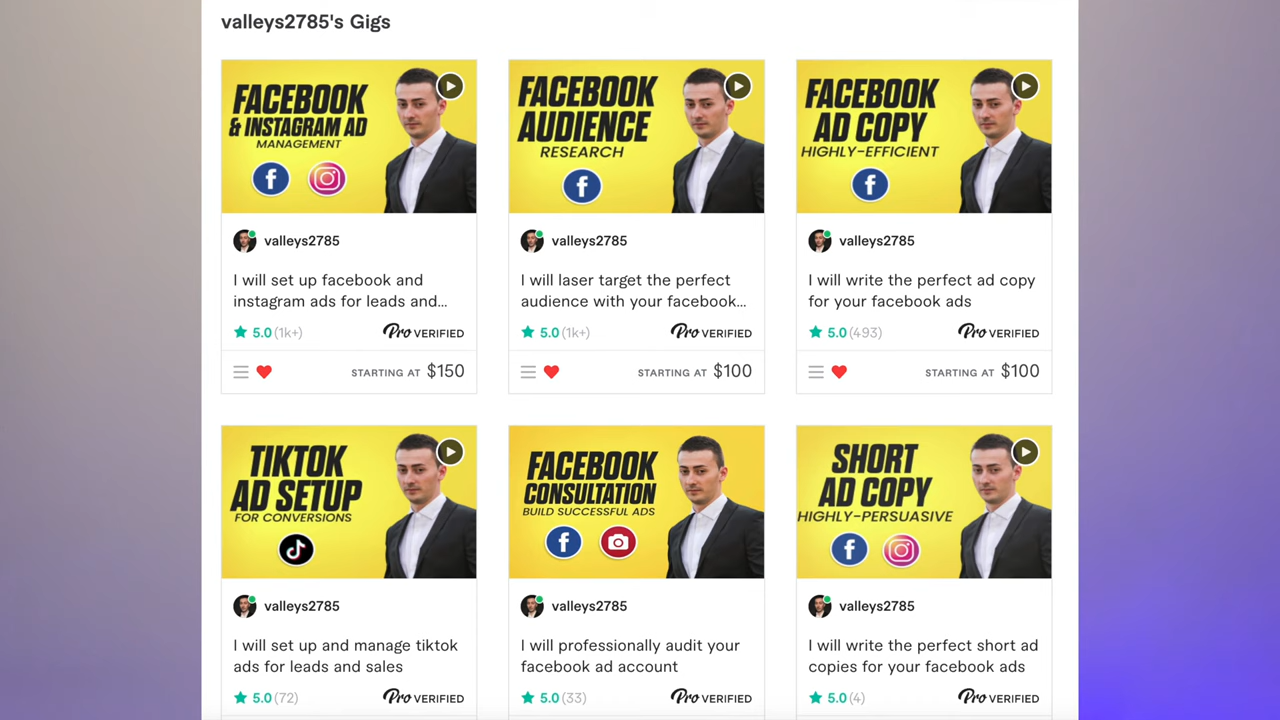 valleys2785's Gigs
FACEBOOK
& INSTAGRAM AD
MANAGEMENT
valleys2785
I will set up facebook and
instagram ads for leads and...
5.0 (1k+)
Pro VERIFIED
STARTING AT $150
FACEBOOK
AUDIENCE
RESEARCH
valleys2785
I will laser target the perfect
audience with your facebook...
5.0 (1k+)
Pro VERIFIED
STARTING AT $100
FACEBOOK
AD COPY
HIGHLY-EFFICIENT
valleys2785
I will write the perfect ad copy
for your facebook ads
5.0 (493)
Pro VERIFIED
STARTING AT $100
TIKTOK
AD SETUP
FOR CONVERSIONS
valleys2785
I will set up and manage tiktok
ads for leads and sales
5.0 (72)
Pro VERIFIED
FACEBOOK
CONSULTATION
BUILD SUCCESSFUL ADS
valleys2785
I will professionally audit your
facebook ad account
5.0 (33)
Pro VERIFIED
SHORT
AD COPY
HIGHLY-PERSUASIVE
valleys2785
I will write the perfect short ad
copies for your facebook ads
5.0 (4)
Pro VERIFIED